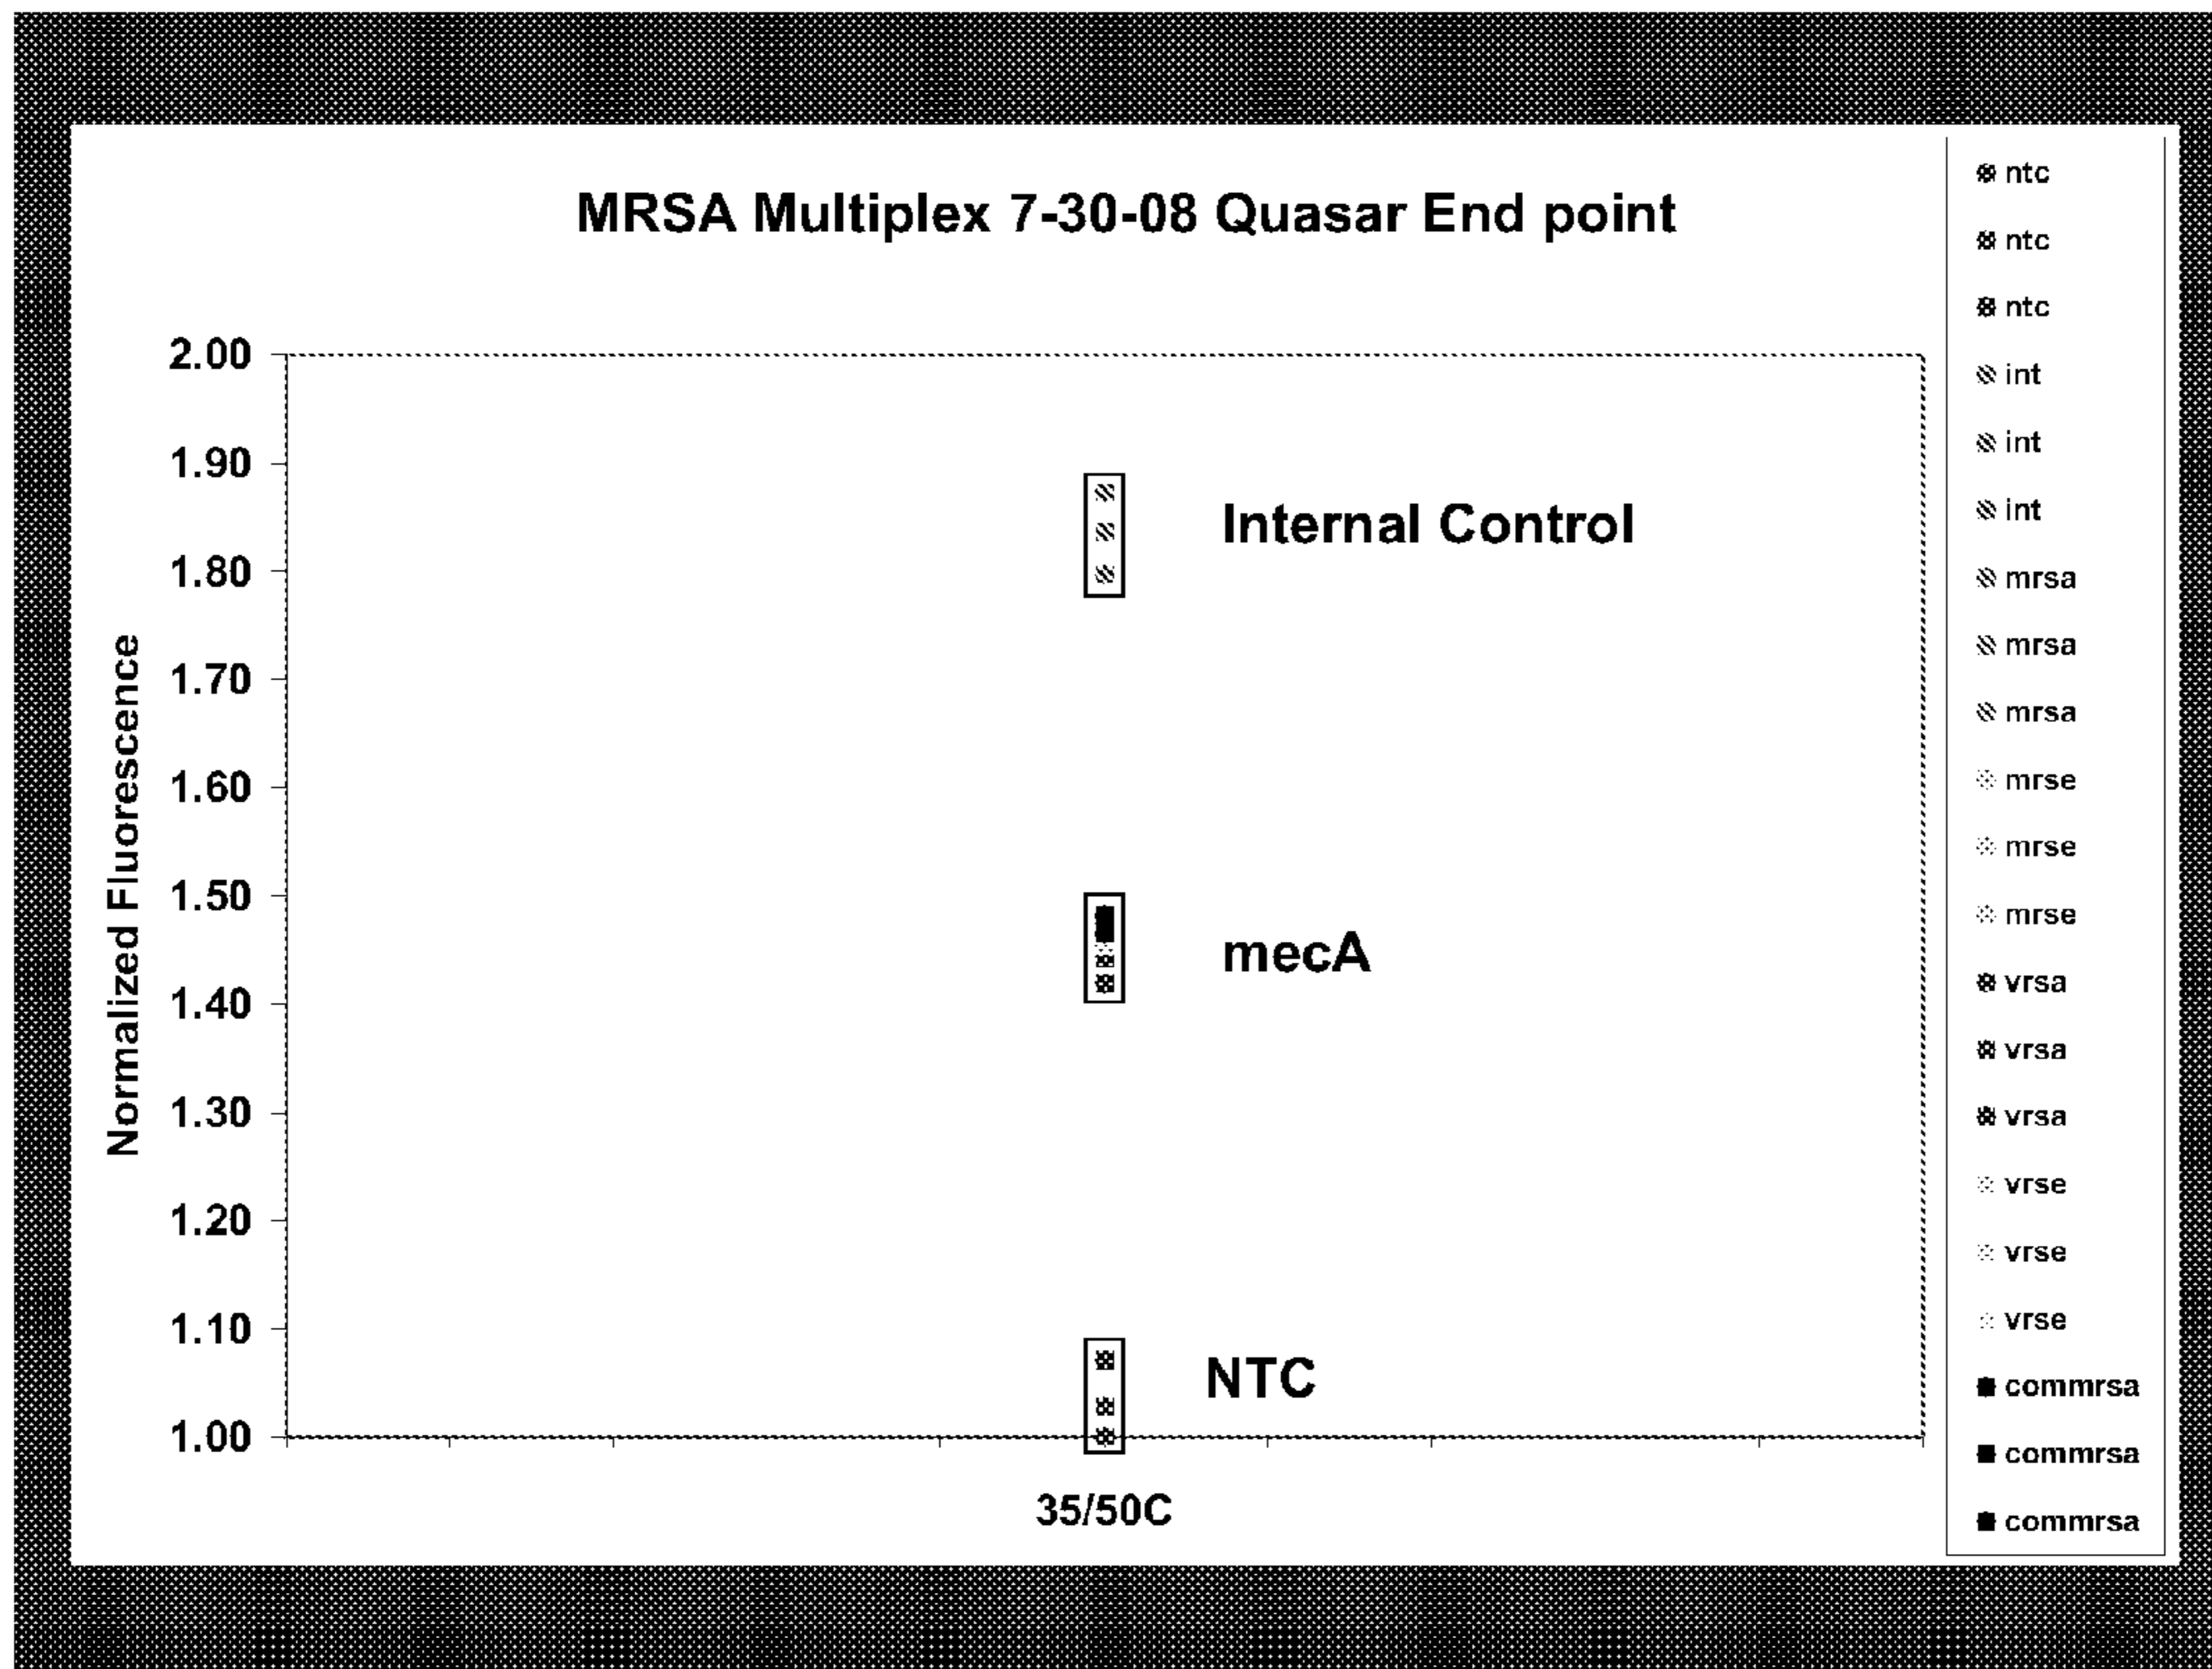 MRSA Multiplex 7-30-08 Quasar End point
Normalized Fluorescence
2.00
1.90
1.80
1.70
1.60
1.50
1.40
1.30
1.20
1.10
1.00
Internal Control
mecA
NTC
35/50C
ntc
ntc
ntc
int
int
int
mrsa
mrsa
mrsa
mrse
mrse
mrse
vrsa
vrsa
vrsa
vrse
vrse
vrse
commrsa
commrsa
commrsa